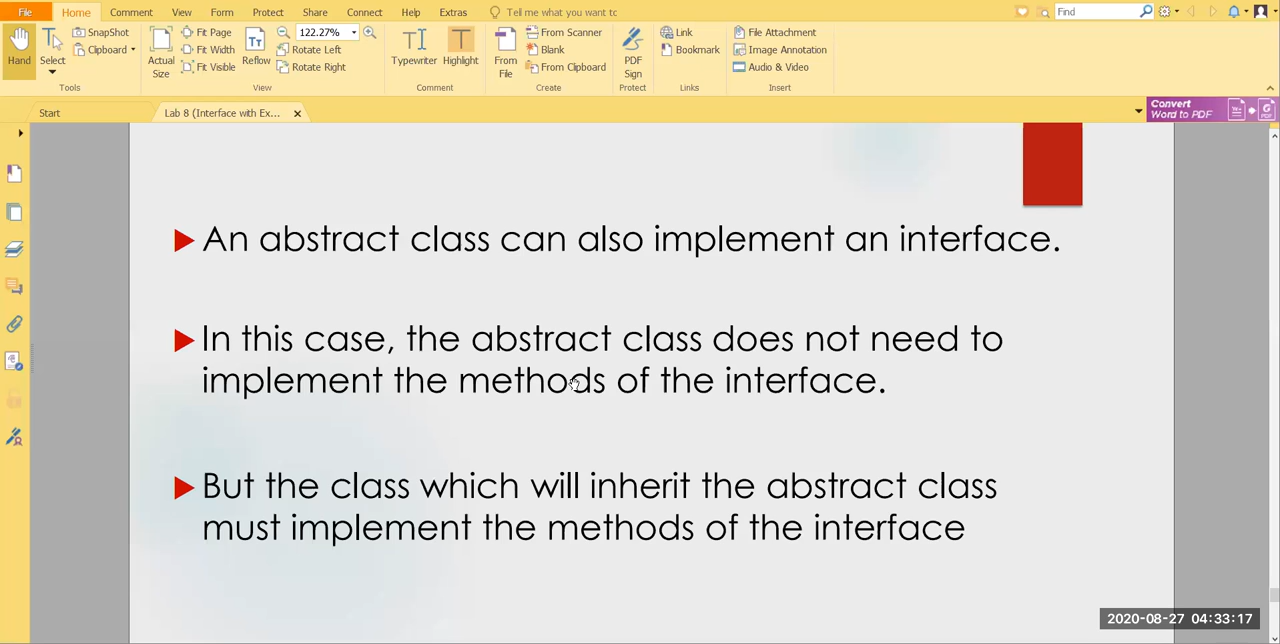 File Home Comment View Form Protect Share Connect Help Extras Tell me what you want tc Find
Hand Select SnapShot Clipboard Actual Size Fit Page Fit Width Fit Visible Reflow 122.27% Rotate Left Rotate Right Typewriter Highlight From File From Scanner Blank From Clipboard PDF Sign Link Bookmark File Attachment Image Annotation Audio & Video
Tools View Comment Create Protect Links Insert
Start Lab 8 (Interface with Ex... Convert Word to PDF
An abstract class can also implement an interface.
In this case, the abstract class does not need to
implement the methods of the interface.
But the class which will inherit the abstract class
must implement the methods of the interface
2020-08-27 04:33:17